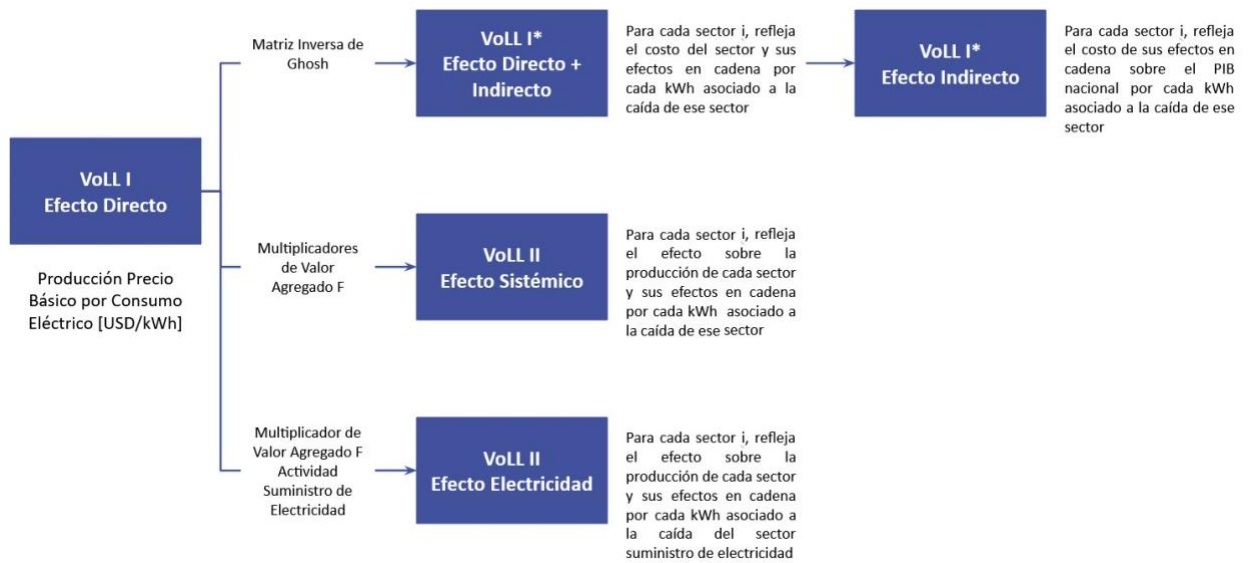 VoLL I
Efecto Directo
Producción Precio
Básico por Consumo
Eléctrico [USD/kWh]
Matriz Inversa de
Ghosh
VoLL I*
Efecto Directo +
Indirecto
Para cada sector i, refleja
el costo del sector y sus
efectos en cadena por
cada kWh asociado a la
caída de ese sector
VoLL I*
Efecto Indirecto
Para cada sector i, refleja
el costo de sus efectos en
cadena sobre el PIB
nacional por cada kWh
asociado a la caída de ese
sector
Multiplicadores
de Valor
Agregado F
VoLL II
Efecto Sistémico
Para cada sector i, refleja
el efecto sobre la
producción de cada sector
y sus efectos en cadena
por cada kWh asociado a
la caída de ese sector
Multiplicador de
Valor Agregado F
Actividad
Suministro de
Electricidad
VoLL II
Efecto Electricidad
Para cada sector i, refleja
el efecto sobre la
producción de cada sector
y sus efectos en cadena
por cada kWh asociado a
la caída del sector
suministro de electricidad